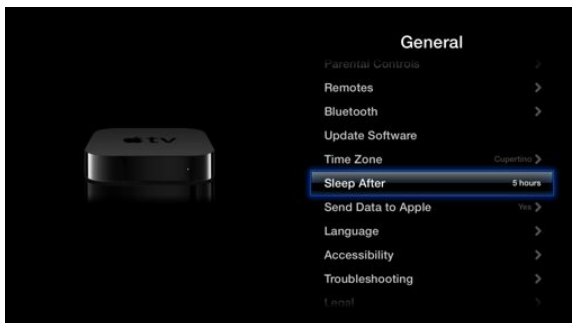 tv
General
Parental Controls
Remotes
Bluetooth
Update Software
Time Zone Cupertino
Sleep After 5 hours
Send Data to Apple Yes
Language
Accessibility
Troubleshooting
Legal